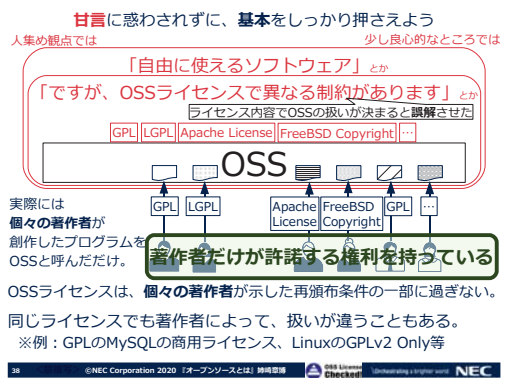 甘言に惑わされずに、基本をしっかり押さえよう
人集め観点では
少し良心的なところでは
「自由に使えるソフトウェア」とか
「ですが、OSSライセンスで異なる制約があります」とか
ライセンス内容でOSSの扱いが決まると誤解させた
GPL LGPL Apache License FreeBSD Copyright …
OSS
実際には
個々の著作者が
創作したプログラムを
OSSと呼んだだけ。
GPL LGPL Apache License FreeBSD Copyright GPL …
著作者だけが許諾する権利を持っている
OSSライセンスは、個々の著作者が示した再頒布条件の一部に過ぎない。
同じライセンスでも著作者によって、扱いが違うこともある。
※例：GPLのMySQLの商用ライセンス、LinuxのGPLv2 Only等
38 ©NEC Corporation 2020 『オープンソースとは』姉崎章博 OSS License Checked! \Orchestrating a brighter world NEC